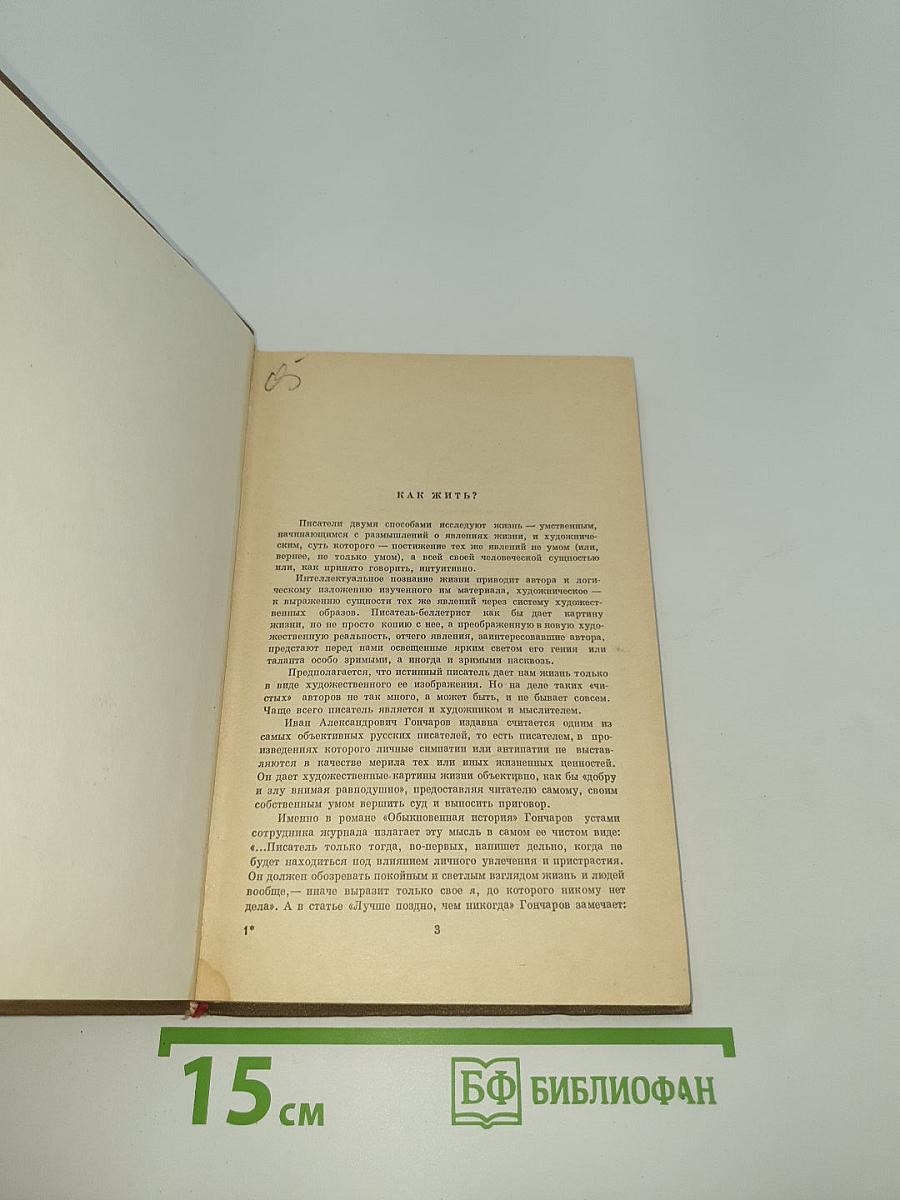 КАК ЖИТЬ?
Писатели двумя способами исследуют жизнь — умственным,
начинающимся с размышлений о явлениях жизни, и художниче-
ским, суть которого — постижение тех же явлений не умом (или,
вернее, не только умом), а всей своей человеческой сущностью
или, как принято говорить, интуитивно.
Интеллектуальное познание жизни приводит автора к логи-
ческому изложению изученного им материала, художническое —
к выражению сущности тех же явлений через систему художест-
венных образов. Писатель-беллетрист как бы дает картину
жизни, но не просто копию с нее, а преображенную в новую худо-
жественную реальность, отчего явления, заинтересовавшие автора,
предстают перед нами освещенные ярким светом его гения или
таланта особо зримыми, а иногда и зримыми насквозь.
Предполагается, что истинный писатель дает нам жизнь только
в виде художественного ее изображения. Но на деле таких «чи-
стых» авторов не так много, а может быть, и не бывает совсем.
Чаще всего писатель является и художником и мыслителем.
Иван Александрович Гончаров издавна считается одним из
самых объективных русских писателей, то есть писателем, в про-
изведениях которого личные симпатии или антипатии не выстав-
ляются в качестве мерила тех или иных жизненных ценностей.
Он дает художественные картины жизни объективно, как бы «добру
и злу внимая равнодушно», предоставляя читателю самому, своим
собственным умом вершить суд и выносить приговор.
Именно в романе «Обыкновенная история» Гончаров устами
сотрудника журнала излагает эту мысль в самом ее чистом виде:
«...Писатель только тогда, во-первых, напишет дельно, когда не
будет находиться под влиянием личного увлечения и пристрастия.
Он должен обозревать покойным и светлым взглядом жизнь и людей
вообще,— иначе выразит только свое я, до которого никому нет
дела». А в статье «Лучше поздно, чем никогда» Гончаров замечает:
1* 3
15 см БФ БИБЛИОФАН